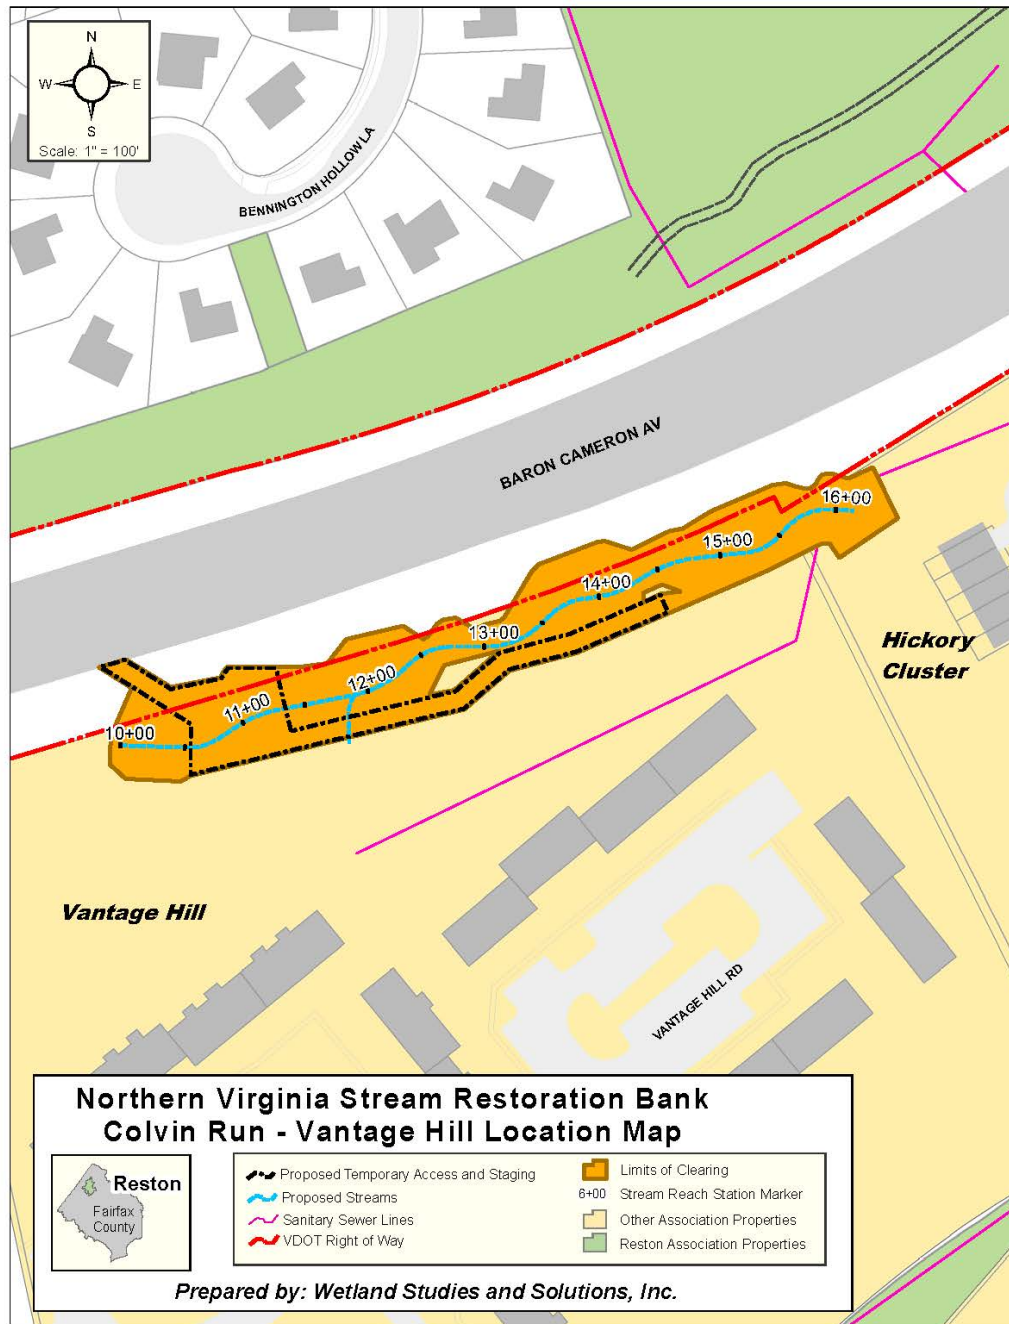 N
W E
S
Scale: 1" = 100'
BENNINGTON HOLLOW LA
BARON CAMERON AV
16+00
15+00
14+00
13+00
12+00
11+00
10+00
Hickory
Cluster
Vantage Hill
VANTAGE HILL RD
Northern Virginia Stream Restoration Bank
Colvin Run - Vantage Hill Location Map
Reston
Fairfax
County
Proposed Temporary Access and Staging
Proposed Streams
Sanitary Sewer Lines
VDOT Right of Way
Limits of Clearing
6+00 Stream Reach Station Marker
Other Association Properties
Reston Association Properties
Prepared by: Wetland Studies and Solutions, Inc.